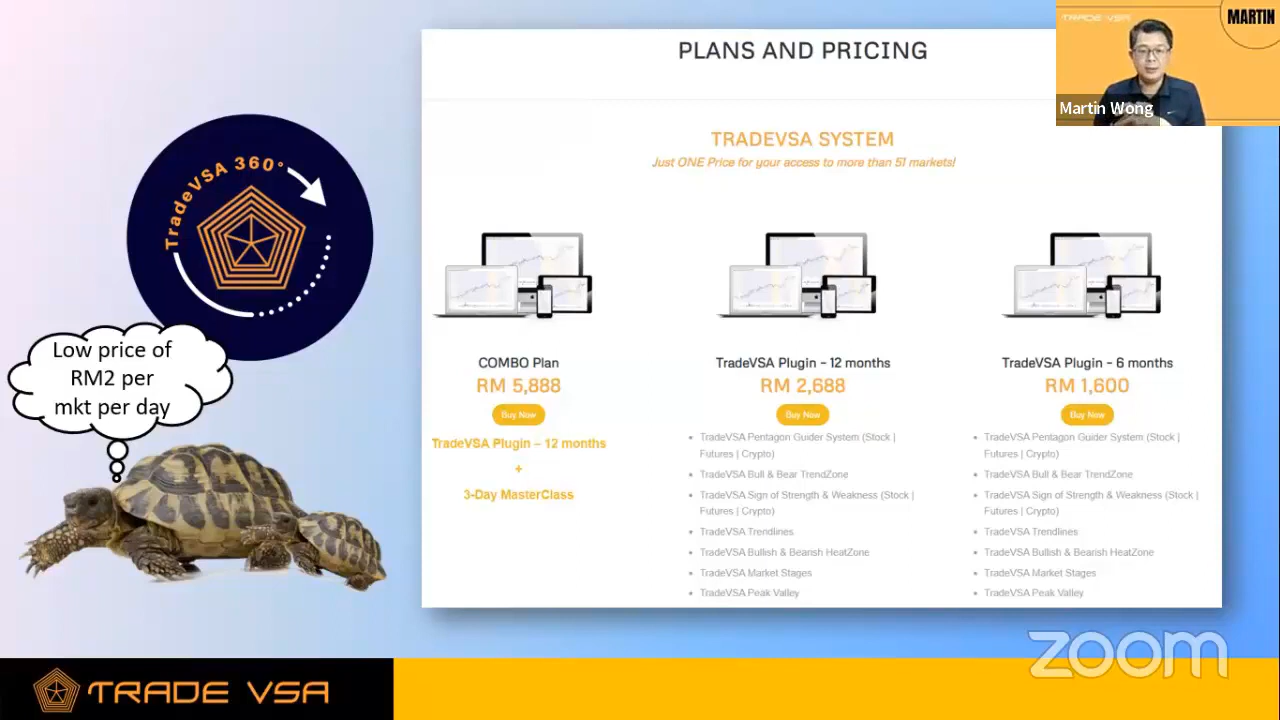 PLANS AND PRICING
TRADE VSA
MARTIN
Martin Wong
TRADEVSA SYSTEM
Just ONE Price for your access to more than 51 markets!
TradeVSA 360°
Low price of
RM2 per
mkt per day
COMBO Plan
RM 5,888
Buy Now
TradeVSA Plugin – 12 months
+
3-Day MasterClass
TradeVSA Plugin – 12 months
RM 2,688
Buy Now
• TradeVSA Pentagon Guider System (Stock |
Futures | Crypto)
• TradeVSA Bull & Bear TrendZone
• TradeVSA Sign of Strength & Weakness (Stock |
Futures | Crypto)
• TradeVSA Trendlines
• TradeVSA Bullish & Bearish HeatZone
• TradeVSA Market Stages
• TradeVSA Peak Valley
TradeVSA Plugin – 6 months
RM 1,600
Buy Now
• TradeVSA Pentagon Guider System (Stock |
Futures | Crypto)
• TradeVSA Bull & Bear TrendZone
• TradeVSA Sign of Strength & Weakness (Stock |
Futures | Crypto)
• TradeVSA Trendlines
• TradeVSA Bullish & Bearish HeatZone
• TradeVSA Market Stages
• TradeVSA Peak Valley
zoom
TRADE VSA